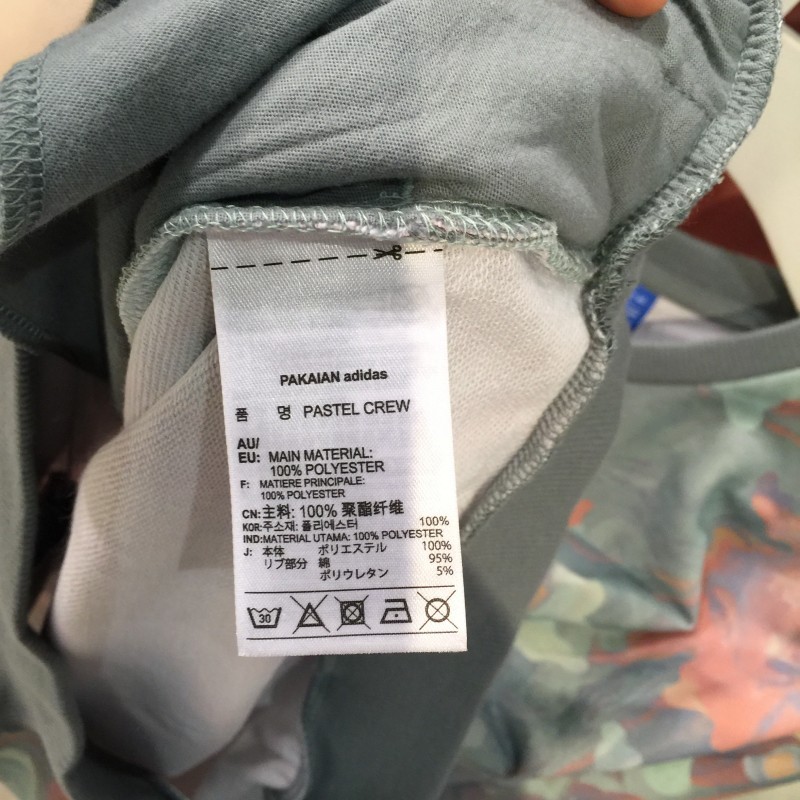 PAKAIAN adidas
품 명 PASTEL CREW
AU/
EU: MAIN MATERIAL:
100% POLYESTER
F: MATIERE PRINCIPALE:
100% POLYESTER
CN:主料: 100% 聚酯纤维
KOR:주소재: 폴리에스터 100%
IND:MATERIAL UTAMA: 100% POLYESTER
J: 本体 ポリエステル 100%
リブ部分 綿 95%
ポリウレタン 5%
30